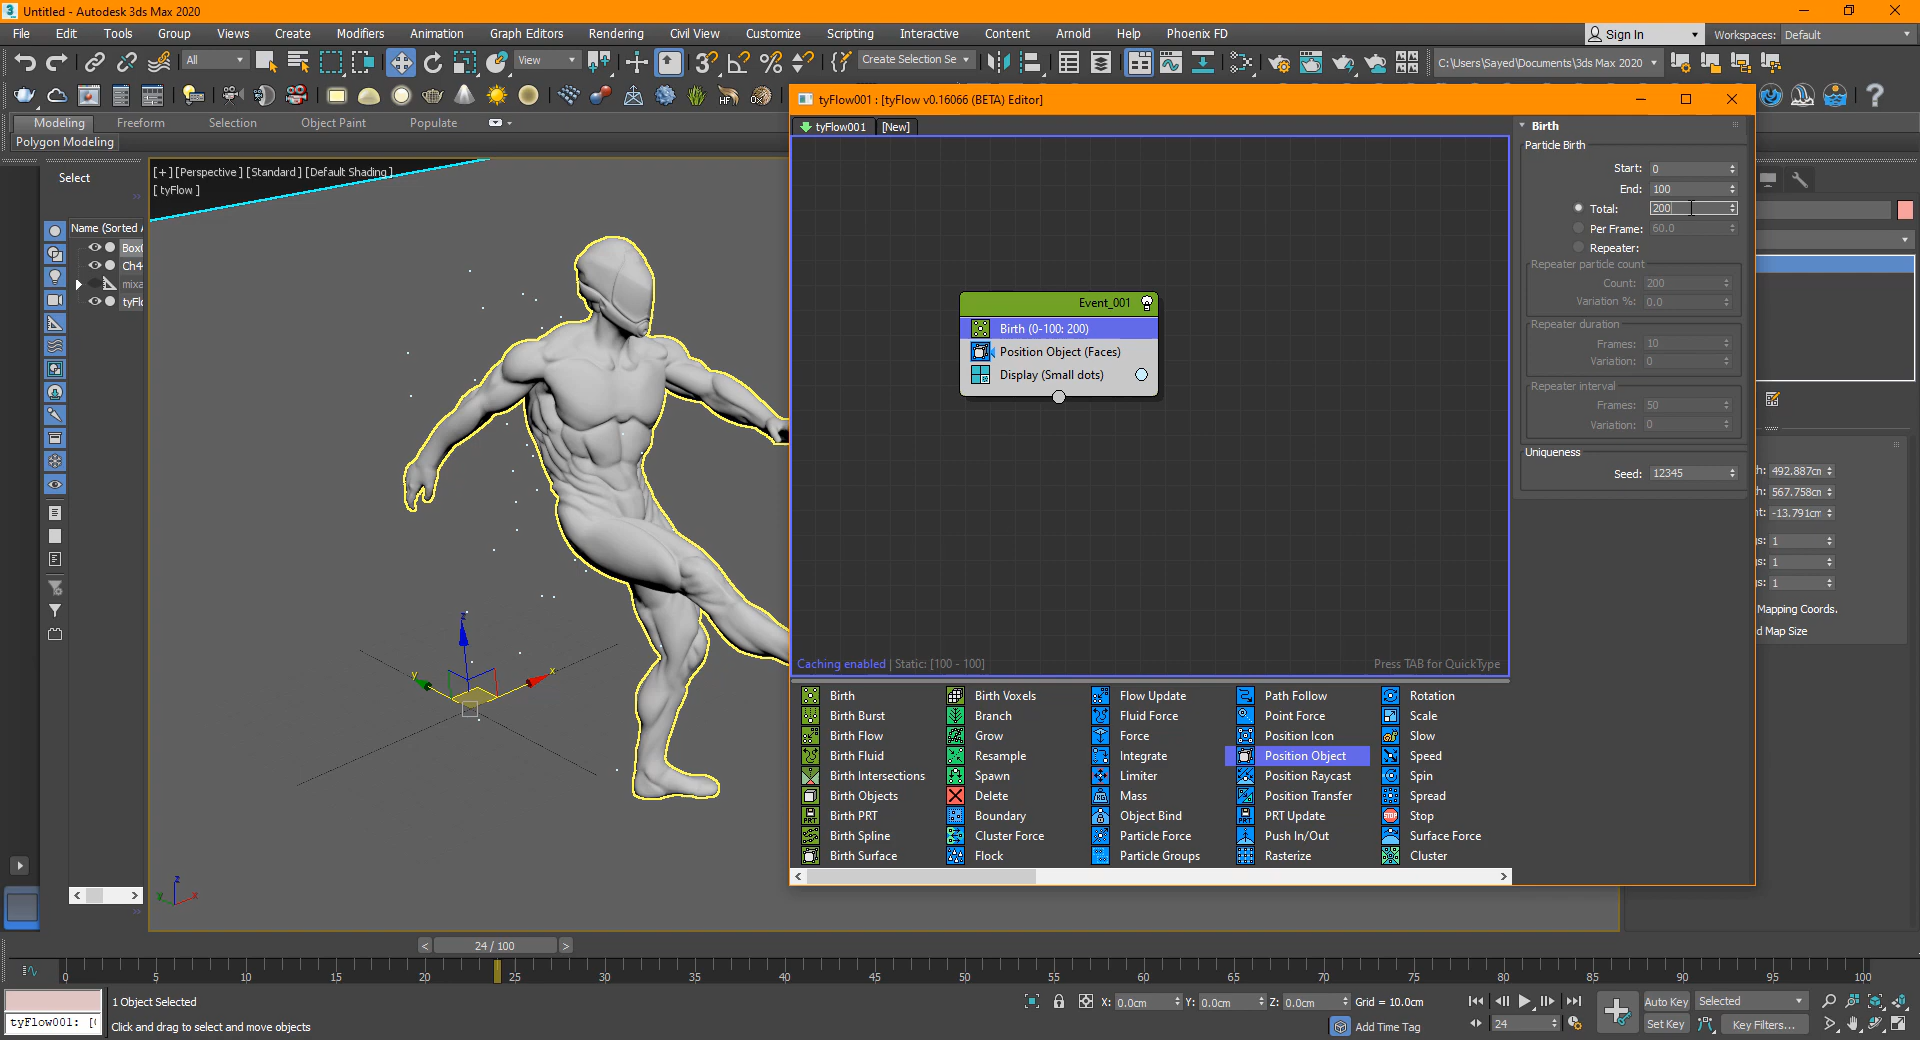 Untitled - Autodesk 3ds Max 2020
File Edit Tools Group Views Create Modifiers Animation Graph Editors Rendering Civil View Customize Scripting Interactive Content Arnold Help Phoenix FD
Sign In Workspaces: Default
All View Create Selection Se C:\Users\Sayed\Documents\3ds Max 2020
tyFlow001 : [tyFlow v0.16066 (BETA) Editor]
Modeling Freeform Selection Object Paint Populate
Polygon Modeling
tyFlow001 [New]
Select
Name (Sorted A
Ch4
mixa
tyFlo
[+] [Perspective ] [Standard ] [Default Shading ]
[ tyFlow ]
Event_001
Birth (0-100: 200)
Position Object (Faces)
Display (Small dots)
Caching enabled | Static: [100 - 100]
Press TAB for QuickType
Birth
Particle Birth
Start: 0
End: 100
Total: 200
Per Frame: 60.0
Repeater:
Repeater particle count
Count: 200
Variation %: 0.0
Repeater duration
Frames: 10
Variation: 0
Repeater interval
Frames: 50
Variation: 0
Uniqueness
Seed: 12345
h: 492.887cm
h: 567.758cm
t: -13.791cm
s: 1
s: 1
s: 1
Mapping Coords.
d Map Size
Birth Birth Voxels Flow Update Path Follow Rotation
Birth Burst Branch Fluid Force Point Force Scale
Birth Flow Grow Force Position Icon Slow
Birth Fluid Resample Integrate Position Object Speed
Birth Intersections Spawn Limiter Position Raycast Spin
Birth Objects Delete Mass Position Transfer Spread
Birth PRT Boundary Object Bind PRT Update Stop
Birth Spline Cluster Force Particle Force Push In/Out Surface Force
Birth Surface Flock Particle Groups Rasterize Cluster
z
x
y
z
x
y
< 24 / 100 >
0 5 10 15 20 25 30 35 40 45 50 55 60 65 70 75 80 85 90 95 100
1 Object Selected
X: 0.0cm Y: 0.0cm Z: 0.0cm Grid = 10.0cm
Auto Key Selected
tyFlow001: [
Click and drag to select and move objects
Add Time Tag
24
Set Key Key Filters...